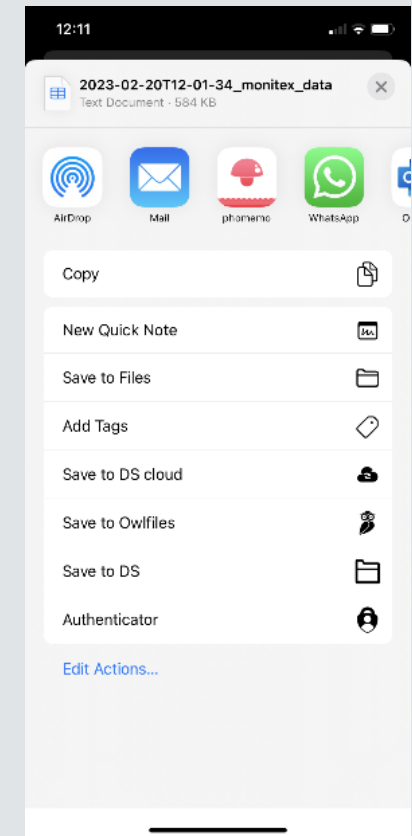 12:11
2023-02-20T12-01-34_monitex_data
Text Document · 584 KB
AirDrop
Mail
phomemo
WhatsApp
O
Copy
New Quick Note
Save to Files
Add Tags
Save to DS cloud
Save to Owlfiles
Save to DS
Authenticator
Edit Actions...